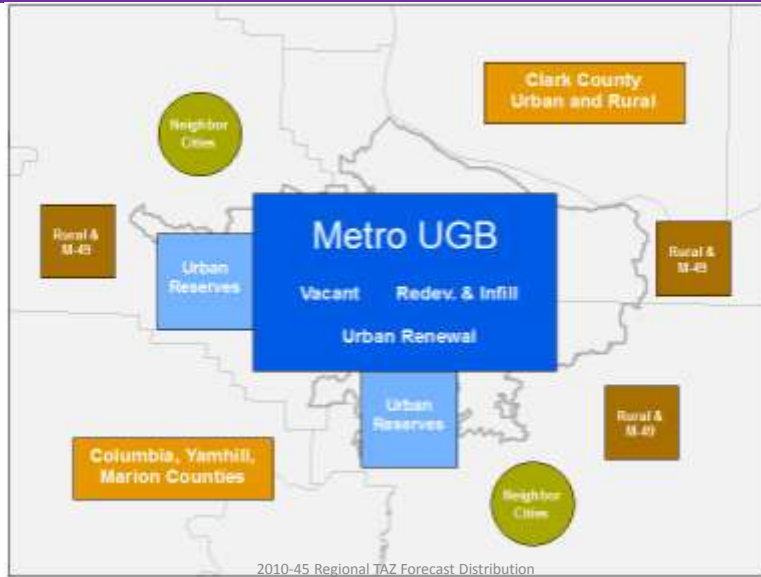 Clark County
Urban and Rural
Neighbor
Cities
Rural &
M-49
Metro UGB
Vacant Redev. & Infill
Urban Renewal
Urban
Reserves
Rural &
M-49
Urban
Reserves
Rural &
M-49
Columbia, Yamhill,
Marion Counties
Neighbor
Cities
2010-45 Regional TAZ Forecast Distribution